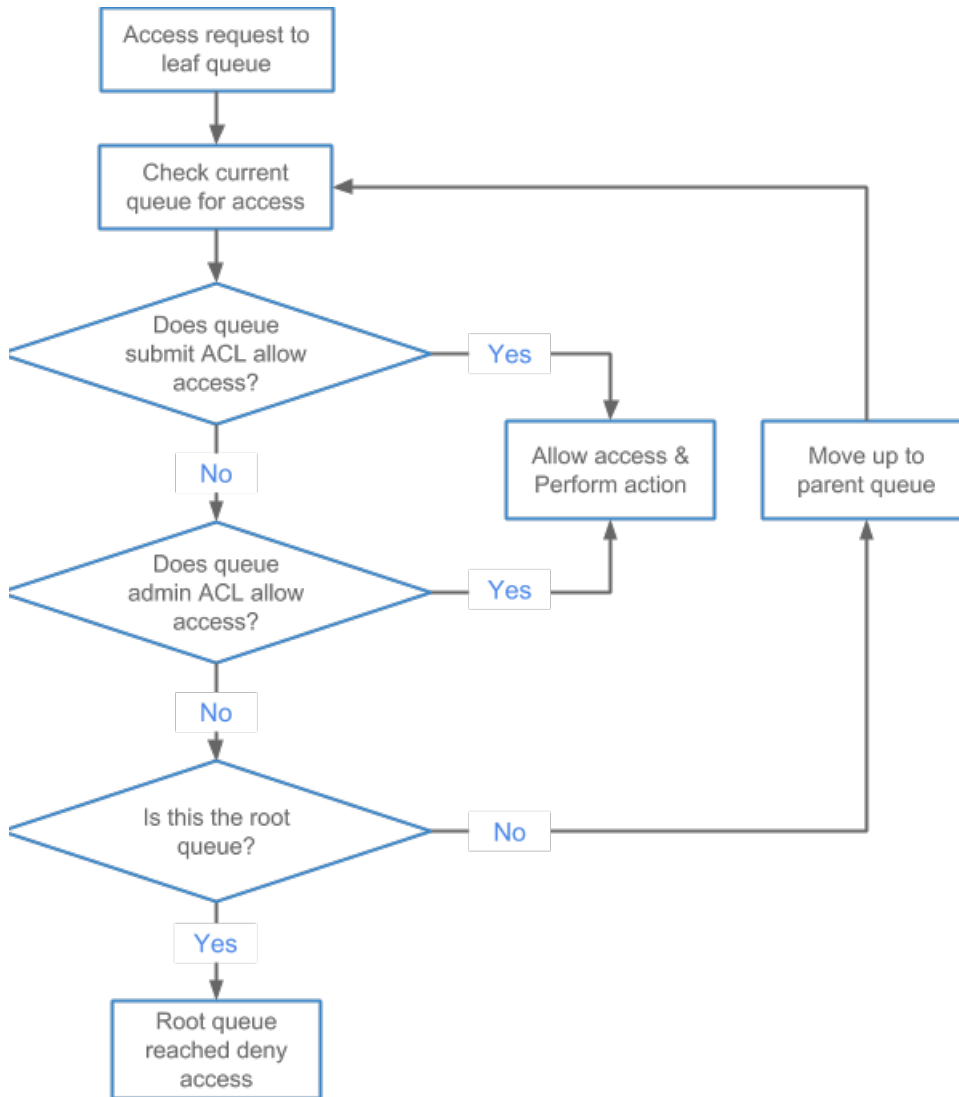 Access request to
leaf queue
Check current
queue for access
Does queue
submit ACL allow
access?
Yes
No
Allow access &
Perform action
Move up to
parent queue
Does queue
admin ACL allow
access?
Yes
No
Is this the root
queue?
No
Yes
Root queue
reached deny
access